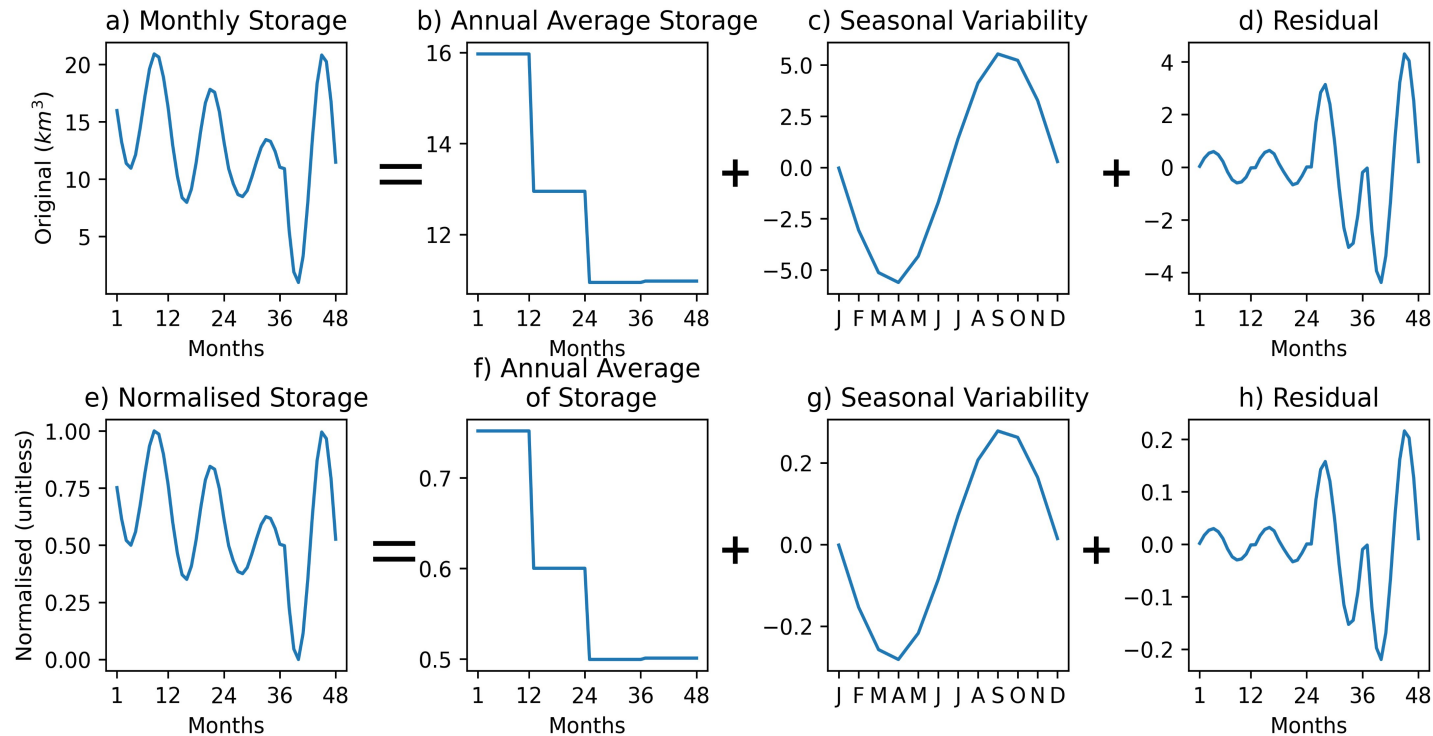 a) Monthly Storage
b) Annual Average Storage
c) Seasonal Variability
d) Residual
Original (km³)
20
15
10
5
1 12 24 36 48
Months
=
16
14
12
1 12 24 36 48
Months
+
5.0
2.5
0.0
−2.5
−5.0
J F M A M J J A S O N D
+
4
2
0
−2
−4
1 12 24 36 48
Months
e) Normalised Storage
f) Annual Average
of Storage
g) Seasonal Variability
h) Residual
Normalised (unitless)
1.00
0.75
0.50
0.25
0.00
1 12 24 36 48
Months
=
0.7
0.6
0.5
1 12 24 36 48
Months
+
0.2
0.0
−0.2
J F M A M J J A S O N D
+
0.2
0.1
0.0
−0.1
−0.2
1 12 24 36 48
Months